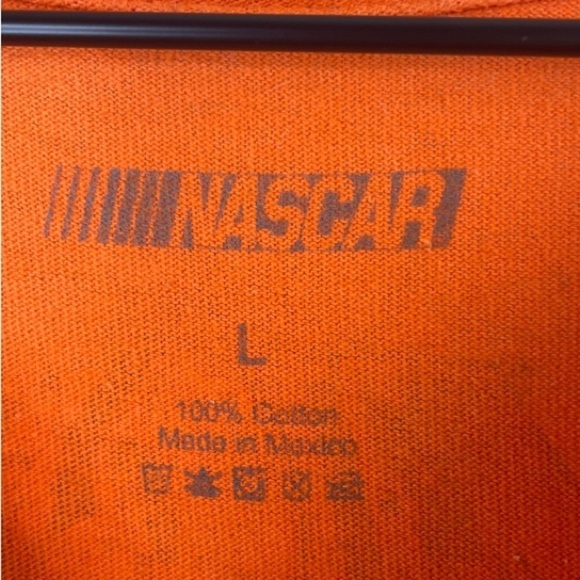 NASCAR
L
100% Cotton
Made in Mexico